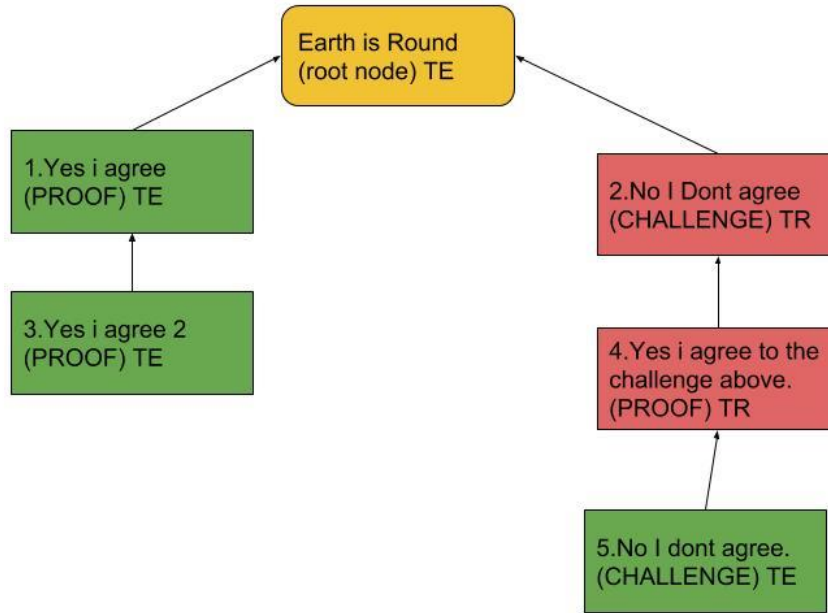 Earth is Round
(root node) TE
1.Yes i agree
(PROOF) TE
2.No I Dont agree
(CHALLENGE) TR
3.Yes i agree 2
(PROOF) TE
4.Yes i agree to the
challenge above.
(PROOF) TR
5.No I dont agree.
(CHALLENGE) TE